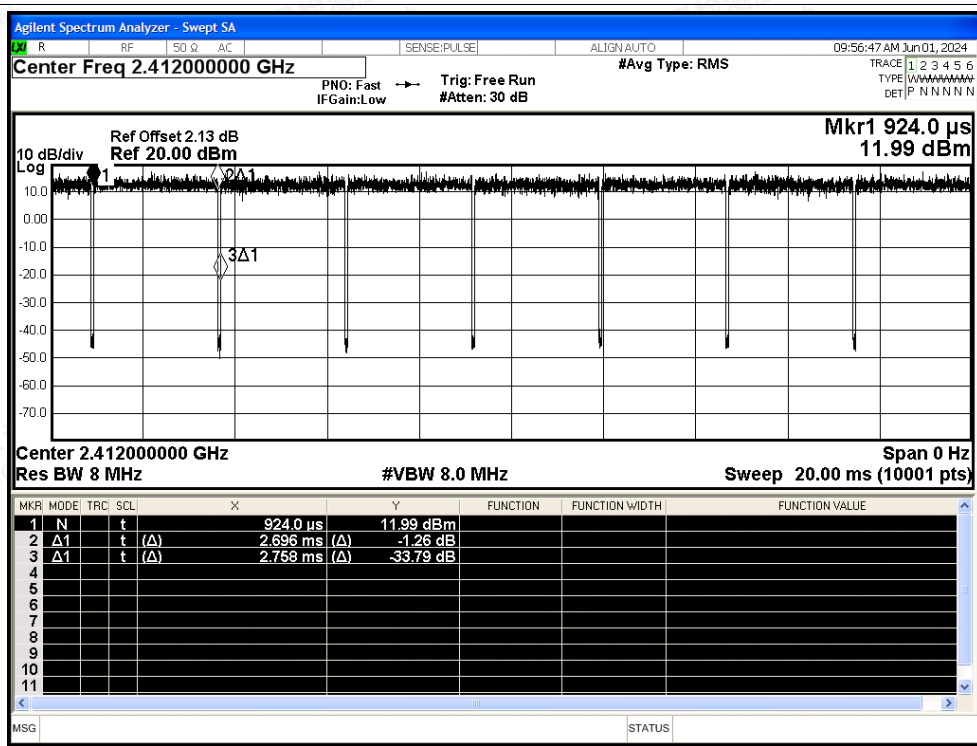 Agilent Spectrum Analyzer - Swept SA
LXI R RF 50 Ω AC SENSE:PULSE ALIGN AUTO 09:56:47 AM Jun 01, 2024
Center Freq 2.412000000 GHz #Avg Type: RMS TRACE 1 2 3 4 5 6
PNO: Fast Trig: Free Run TYPE WWWWWW
IFGain:Low #Atten: 30 dB DET P N N N N N
Mkr1 924.0 µs
11.99 dBm
Ref Offset 2.13 dB
10 dB/div Ref 20.00 dBm
Log
1
2Δ1
10.0
0.00
3Δ1
-10.0
-20.0
-30.0
-40.0
-50.0
-60.0
-70.0
Center 2.412000000 GHz Span 0 Hz
Res BW 8 MHz #VBW 8.0 MHz Sweep 20.00 ms (10001 pts)
MKR MODE TRC SCL X Y FUNCTION FUNCTION WIDTH FUNCTION VALUE
1 N t 924.0 µs 11.99 dBm
2 Δ1 t (Δ) 2.696 ms (Δ) -1.26 dB
3 Δ1 t (Δ) 2.758 ms (Δ) -33.79 dB
4
5
6
7
8
9
10
11
MSG STATUS